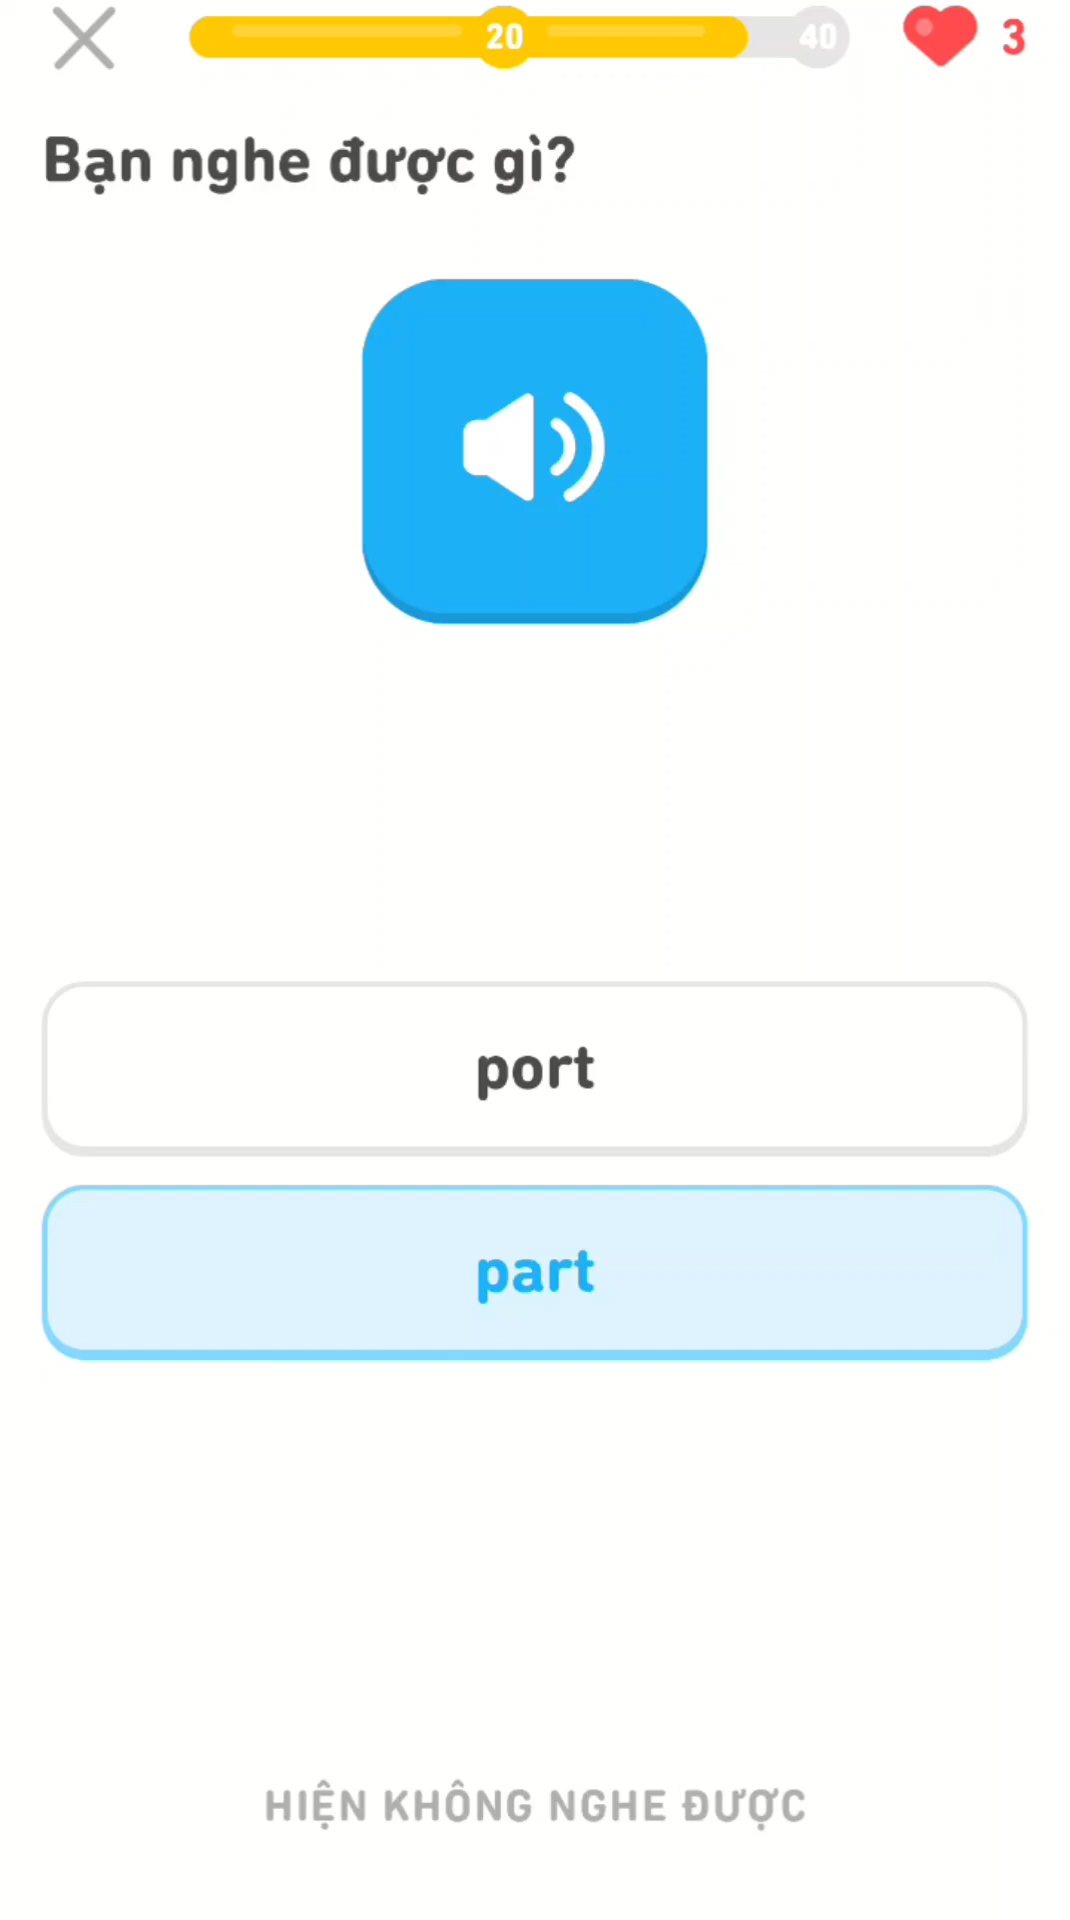 20 40 3
Bạn nghe được gì?
port
part
HIỆN KHÔNG NGHE ĐƯỢC